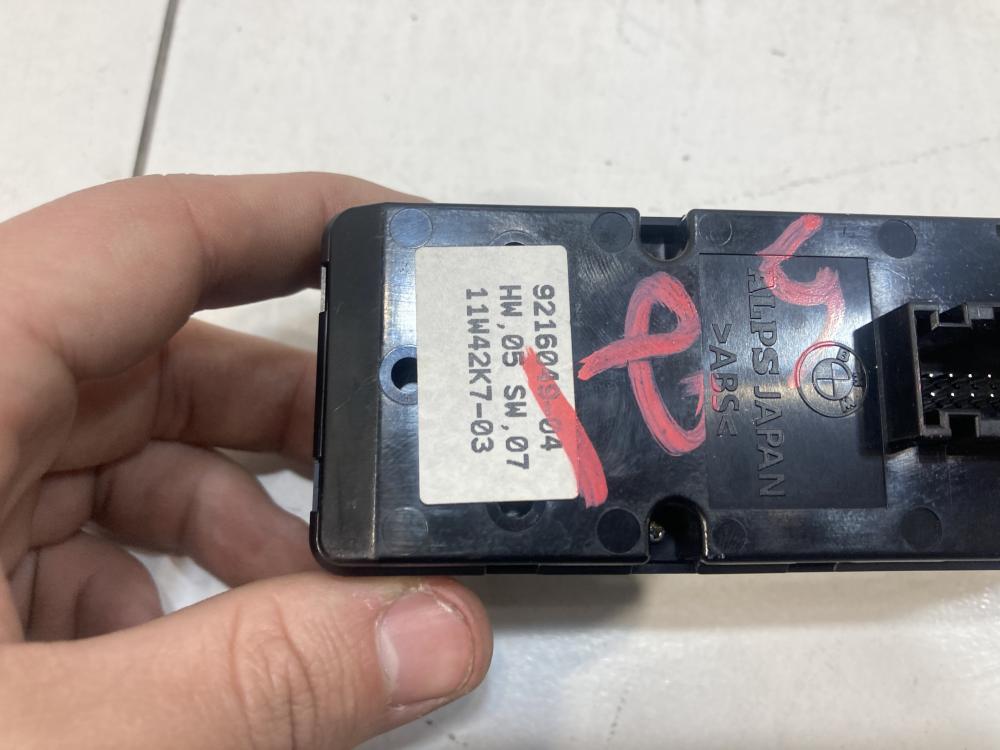 9216049-04
HW,05 SW,07
11W42K7-03
ALPS JAPAN
>ABS<